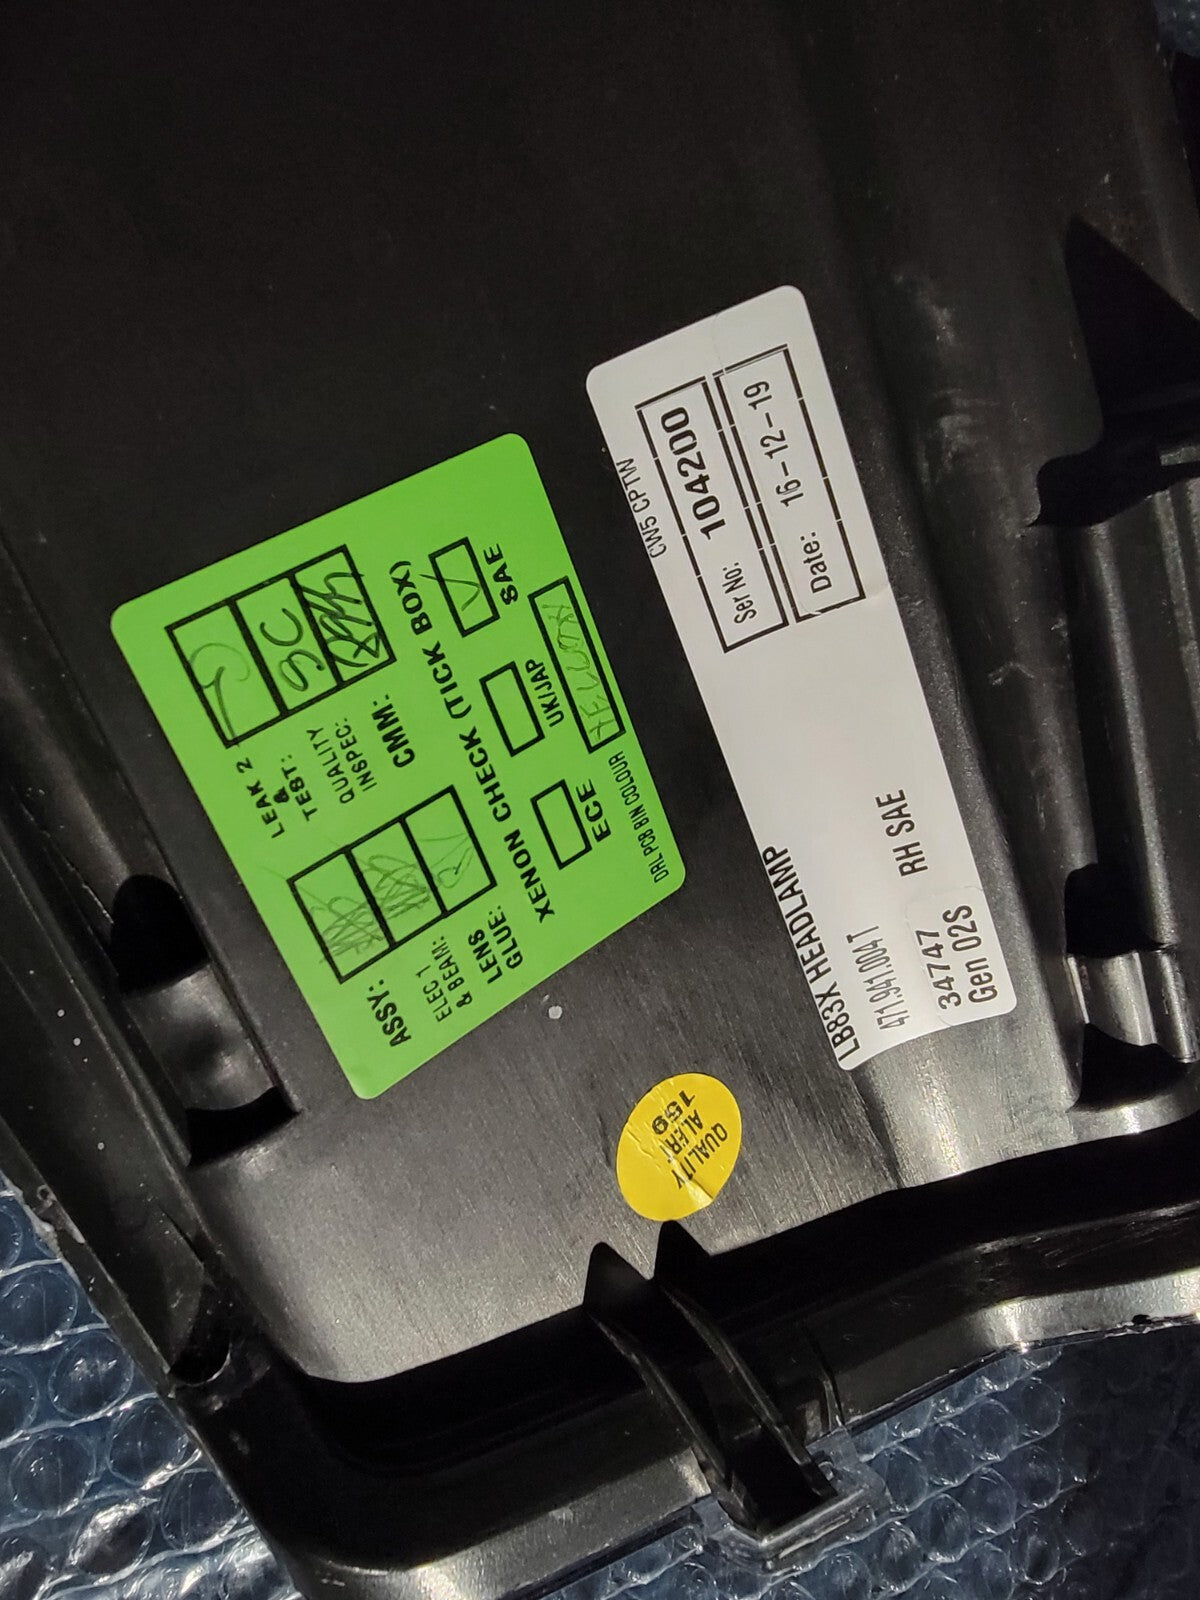 LEAK 2
&
TEST:
QUALITY
INSPEC:
9C
CMM:
ASSY:
ELEC 1
& BEAM:
LENS
GLUE:
XENON CHECK (TICK BOX)
ECE
UK/JAP
SAE
DRL PCB BIN COLOUR
YELLOW
CW5 CPTW
Ser No: 104200
Date: 16-12-19
LB83X HEADLAMP
471.941.004 T
RH SAE
34747
Gen 02S
QUALITY
ALERT
159